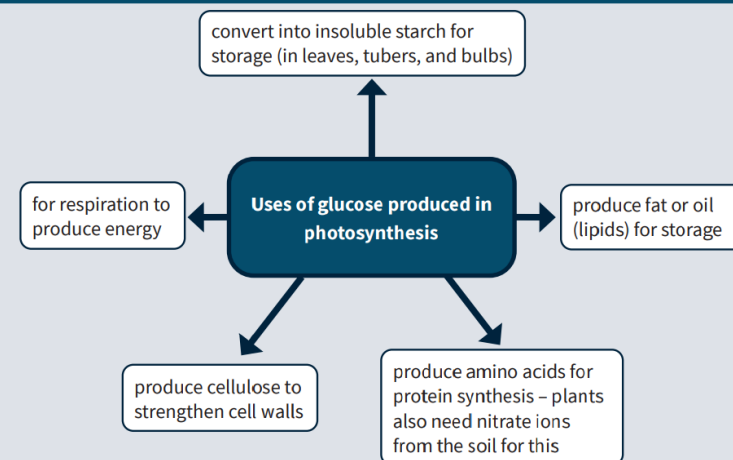 convert into insoluble starch for
storage (in leaves, tubers, and bulbs)
for respiration to
produce energy
Uses of glucose produced in
photosynthesis
produce fat or oil
(lipids) for storage
produce cellulose to
strengthen cell walls
produce amino acids for
protein synthesis – plants
also need nitrate ions
from the soil for this